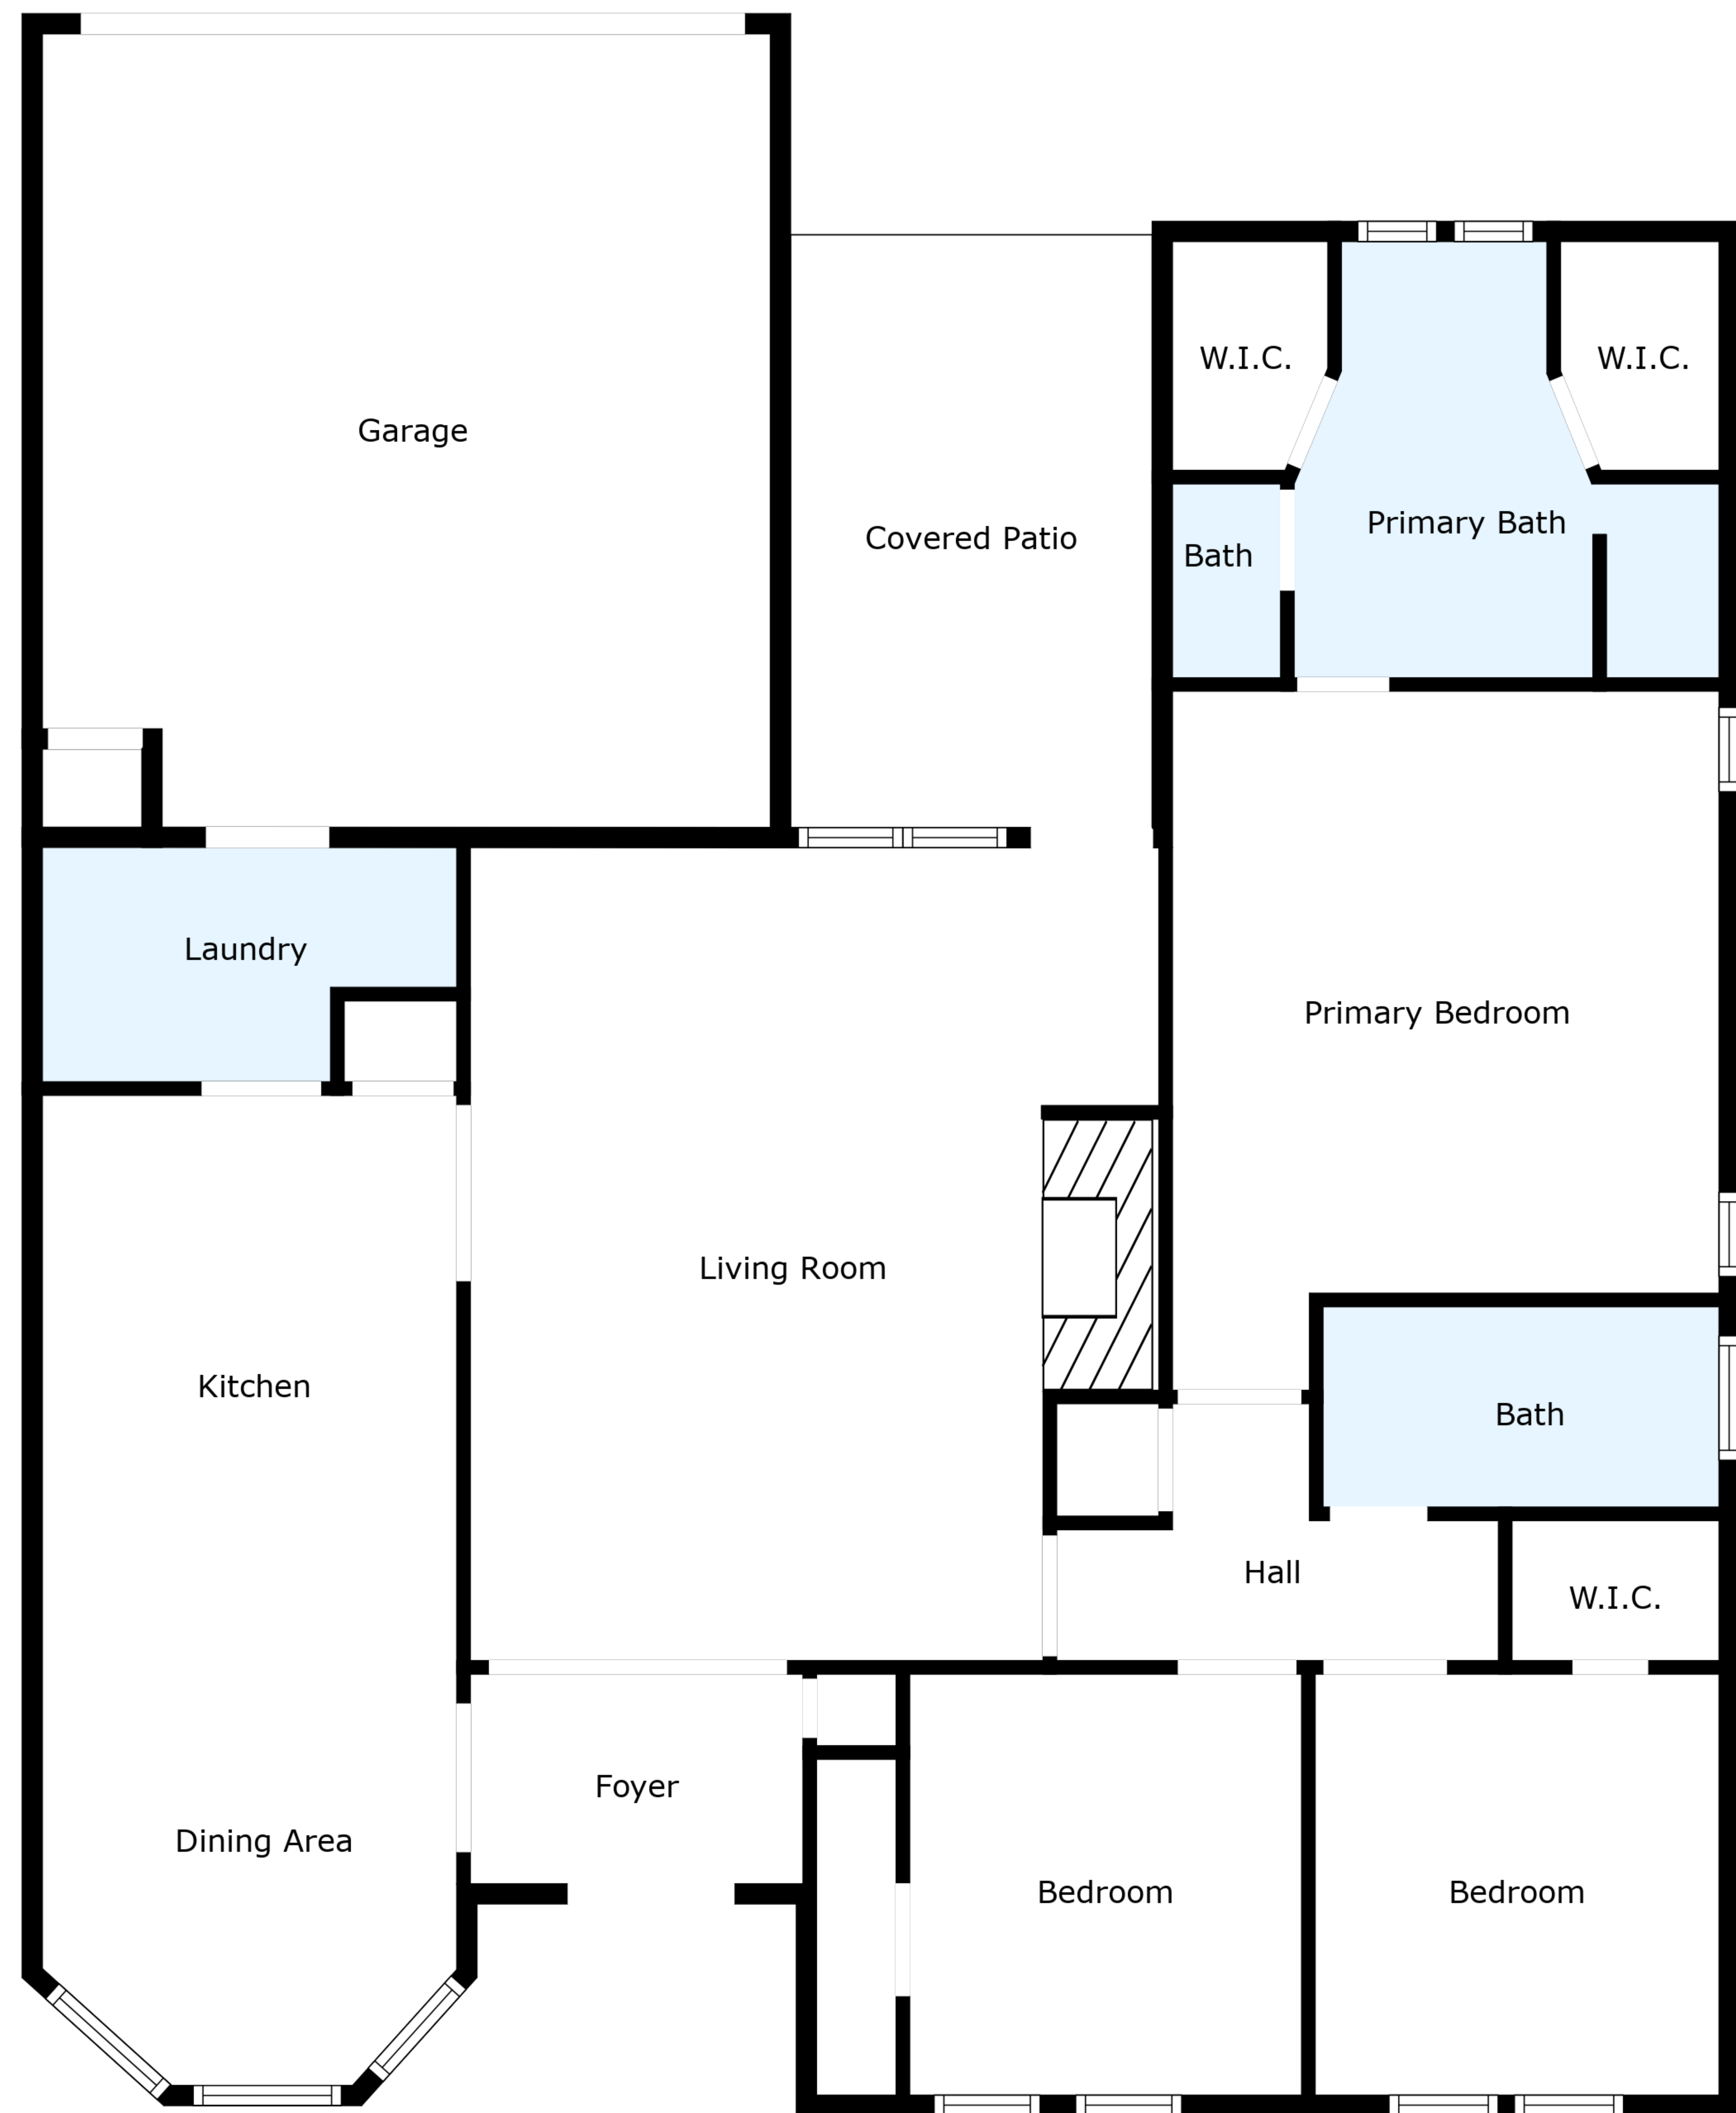 W.I.C.
W.I.C.
Garage
Primary Bath
Covered Patio
Bath
Laundry
Primary Bedroom
Living Room
Kitchen
Bath
Hall
W.I.C.
Foyer
Dining Area
Bedroom
Bedroom